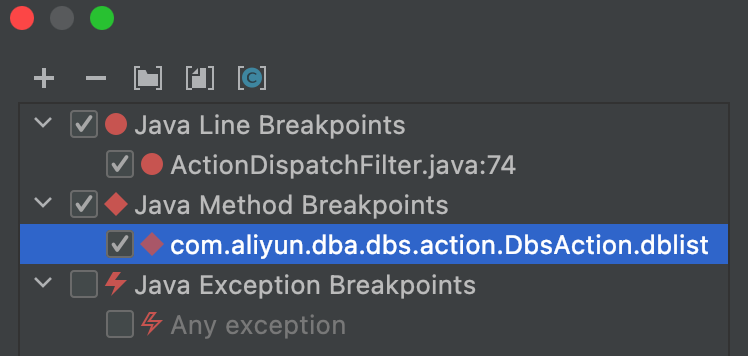 Java Line Breakpoints
ActionDispatchFilter.java:74
Java Method Breakpoints
com.aliyun.dba.dbs.action.DbsAction.dblist
Java Exception Breakpoints
Any exception